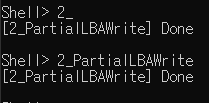 Shell> 2_
[2_PartialLBAWrite] Done
Shell> 2_PartialLBAWrite
[2_PartialLBAWrite] Done